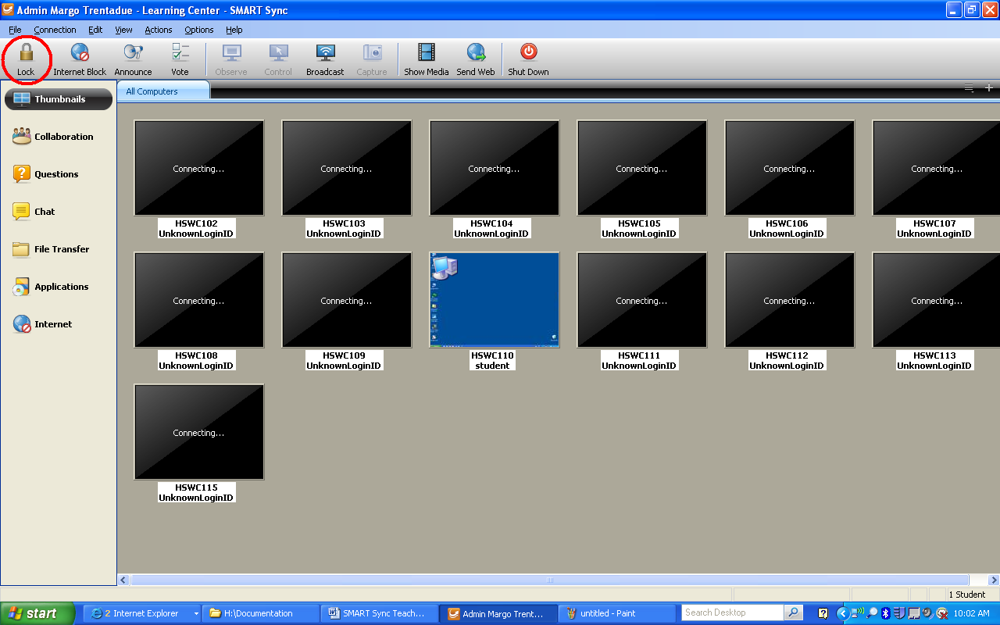 Admin Margo Trentadue - Learning Center - SMART Sync
File Connection Edit View Actions Options Help
Lock Internet Block Announce Vote Observe Control Broadcast Capture Show Media Send Web Shut Down
Thumbnails
Collaboration
Questions
Chat
File Transfer
Applications
Internet
All Computers
Connecting... Connecting... Connecting... Connecting... Connecting... Connecting...
HSWC102 HSWC103 HSWC104 HSWC105 HSWC106 HSWC107
UnknownLoginID UnknownLoginID UnknownLoginID UnknownLoginID UnknownLoginID UnknownLoginID
Connecting... Connecting... Connecting... Connecting... Connecting...
HSWC108 HSWC109 HSWC110 HSWC111 HSWC112 HSWC113
UnknownLoginID UnknownLoginID student UnknownLoginID UnknownLoginID UnknownLoginID
Connecting...
HSWC115
UnknownLoginID
1 Student
start 2 Internet Explorer H:\Documentation SMART Sync Teach... Admin Margo Trent... untitled - Paint Search Desktop 10:02 AM